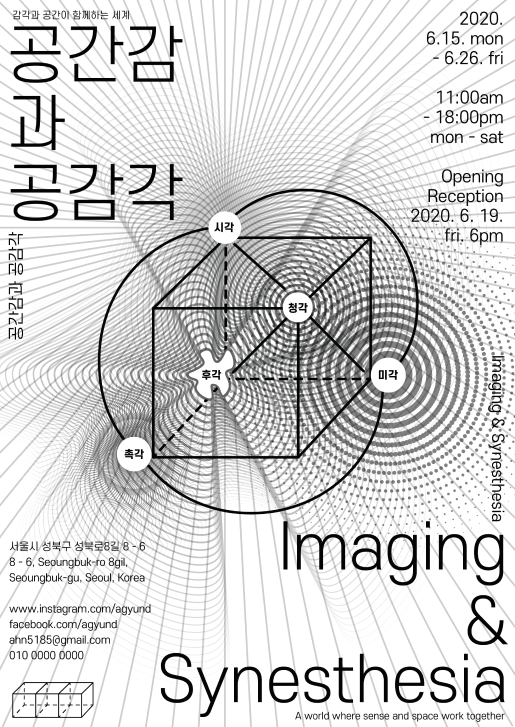 감각과 공간이 함께하는 세계
공간감
과
공감각
공간감과 공감각
2020.
6.15. mon
- 6.26. fri
11:00am
- 18:00pm
mon - sat
Opening
Reception
2020. 6. 19.
fri. 6pm
시각
청각
후각
미각
촉각
Imaging & Synesthesia
서울시 성북구 성북로8길 8 - 6
8 - 6, Seoungbuk-ro 8gil,
Seoungbuk-gu, Seoul, Korea
www.instagram.com/agyund
facebook.com/agyund
ahn5185@gmail.com
010 0000 0000
Imaging
&
Synesthesia
A world where sense and space work together